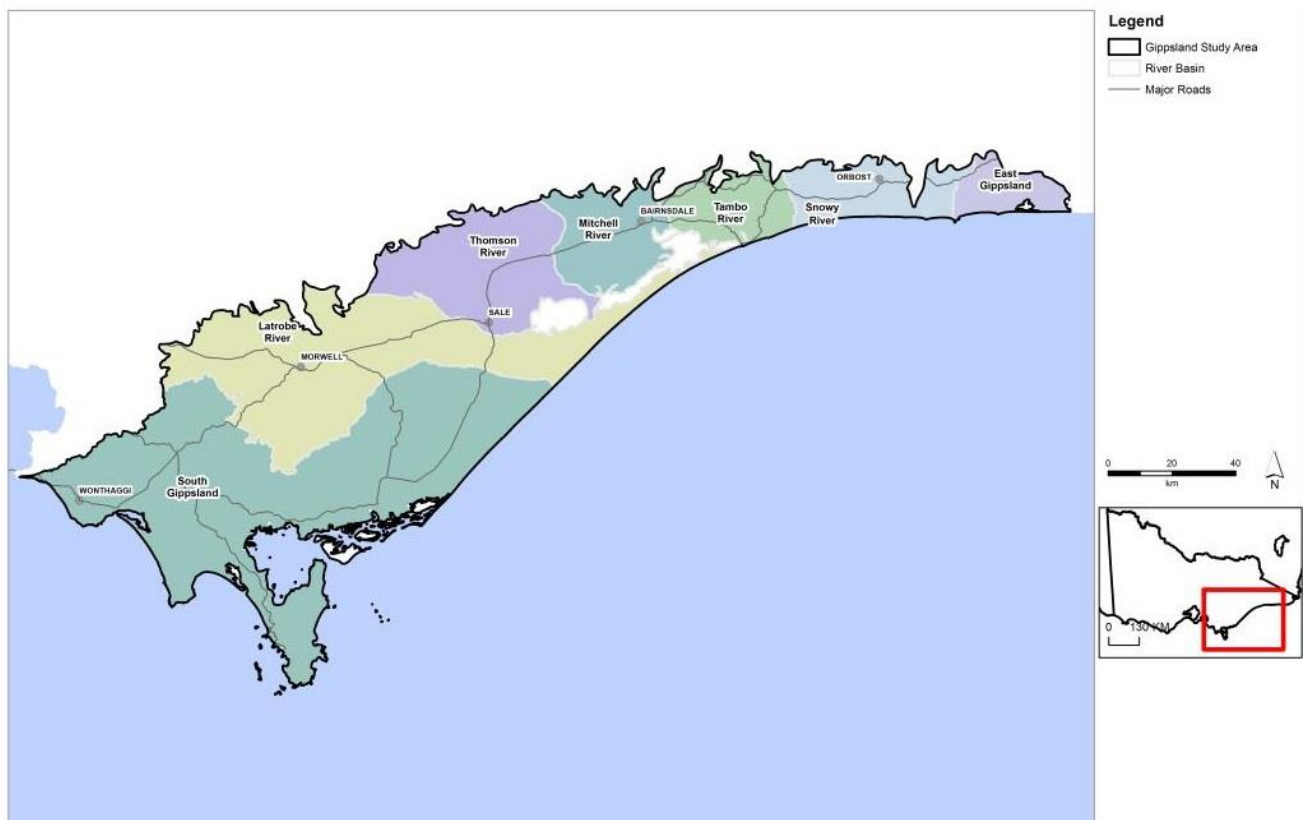 Legend
Gippsland Study Area
River Basin
Major Roads
East
Gippsland
ORBOST
Snowy
River
Tambo
River
BAIRNSDALE
Mitchell
River
Thomson
River
SALE
Latrobe
River
MORWELL
South
Gippsland
WONTHAGGI
0 20 40
km
N
0 130 KM